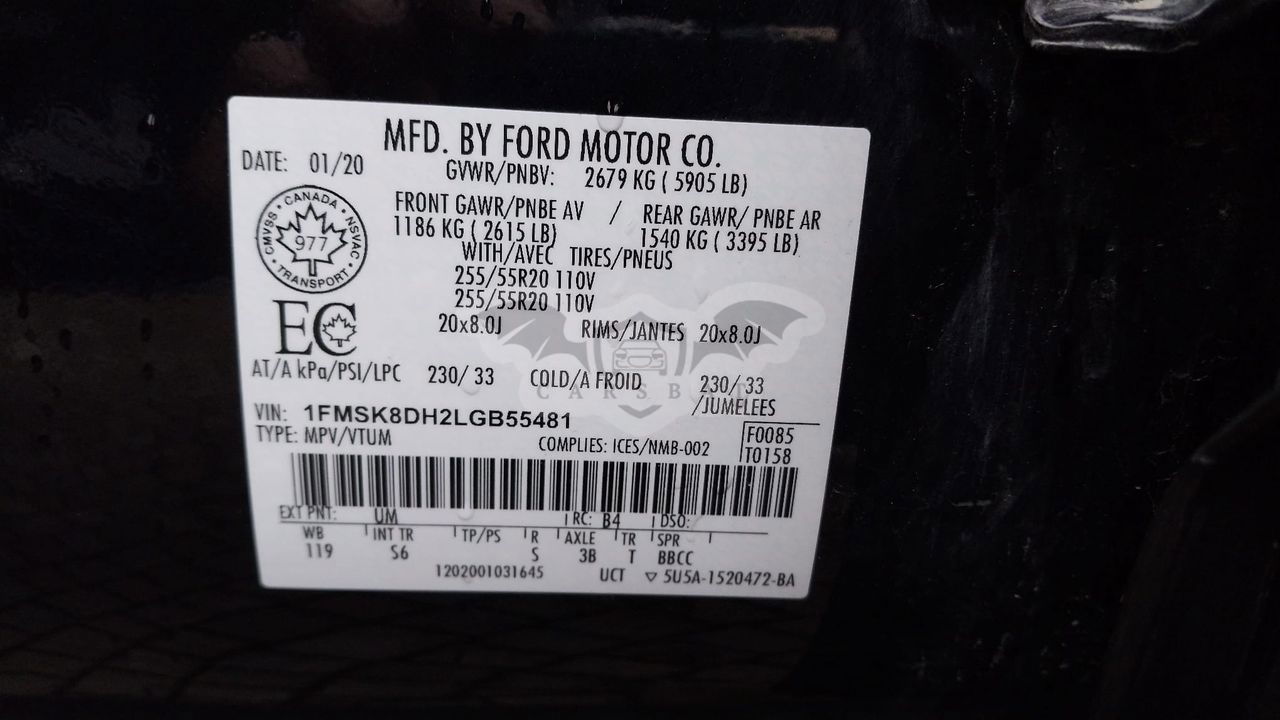 MFD. BY FORD MOTOR CO.
DATE: 01/20
GVWR/PNBV: 2679 KG ( 5905 LB)
FRONT GAWR/PNBE AV / REAR GAWR/ PNBE AR
1186 KG ( 2615 LB) 1540 KG ( 3395 LB)
WITH/AVEC TIRES/PNEUS
255/55R20 110V
255/55R20 110V
20x8.0J RIMS/JANTES 20x8.0J
CANADA
CMVSS NSVAC
977
TRANSPORT
EC
AT/A kPa/PSI/LPC 230/ 33 COLD/A FROID 230/ 33
/JUMELEES
CARSBAT
VIN: 1FMSK8DH2LGB55481
TYPE: MPV/VTUM COMPLIES: ICES/NMB-002
F0085
T0158
EXT PNT: UM RC: B4 DSO:
WB INT TR TP/PS R AXLE TR SPR
119 S6 S 3B T BBCC
1202001031645 UCT ▽ 5U5A-1520472-BA